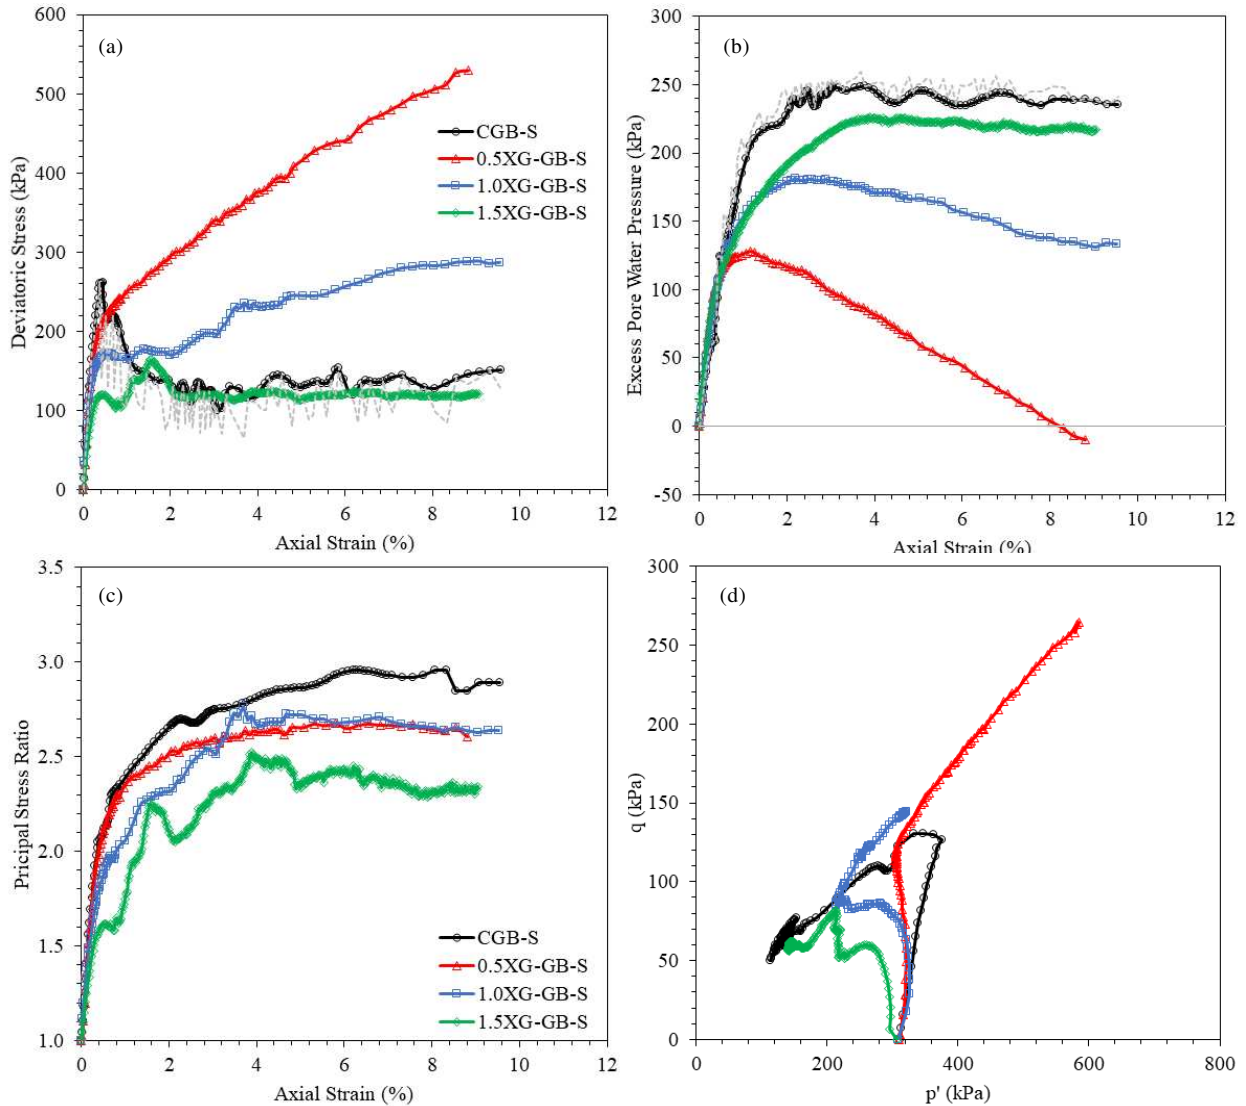 600
500
400
300
200
100
0
0 2 4 6 8 10 12
Deviatoric Stress (kPa)
Axial Strain (%)
(a)
CGB-S
0.5XG-GB-S
1.0XG-GB-S
1.5XG-GB-S
300
250
200
150
100
50
0
-50
0 2 4 6 8 10 12
Excess Pore Water Pressure (kPa)
Axial Strain (%)
(b)
3.5
3.0
2.5
2.0
1.5
1.0
0 2 4 6 8 10 12
Pricipal Stress Ratio
Axial Strain (%)
(c)
CGB-S
0.5XG-GB-S
1.0XG-GB-S
1.5XG-GB-S
300
250
200
150
100
50
0
0 200 400 600 800
q (kPa)
p' (kPa)
(d)